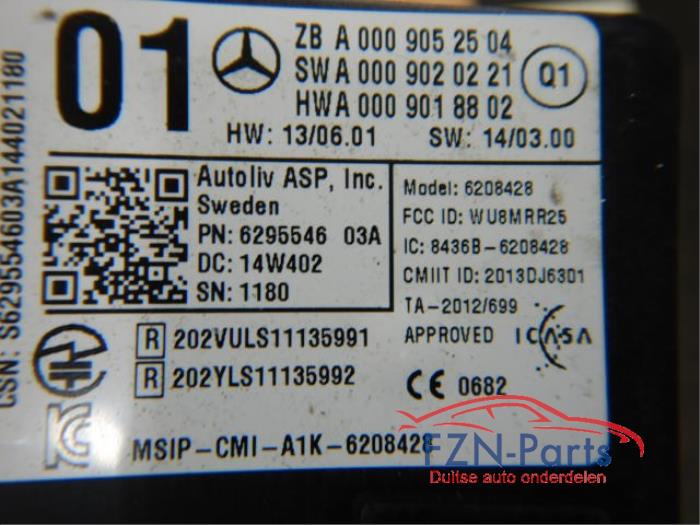 01
ZB A 000 905 25 04
SW A 000 902 02 21
HW A 000 901 88 02
Q1
HW: 13/06.01 SW: 14/03.00
CSN: S629554603A144021180
Autoliv ASP, Inc.
Sweden
PN: 6295546 03A
DC: 14W402
SN: 1180
Model: 6208428
FCC ID: WU8MRR25
IC: 8436B-6208428
CMIIT ID: 2013DJ6301
TA-2012/699
APPROVED ICASA
R 202VULS11135991
R 202YLS11135992
CE 0682
MSIP-CMI-A1K-6208428
FZN-Parts
Duitse auto onderdelen